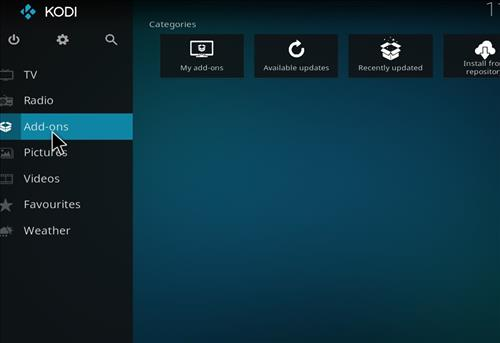 KODI
Categories
TV
Radio
Add-ons
Pictures
Videos
Favourites
Weather
My add-ons
Available updates
Recently updated
Install fro
repositor